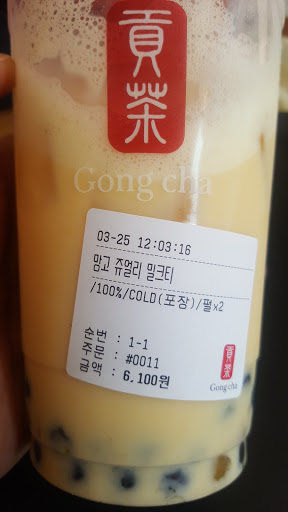 貢茶
Gong cha
03-25 12:03:16
맘고 쥬얼리 밀크티
/100%/COLD(포장)/펄x2
순번 : 1-1
주문 : #0011
금액 : 6,100원
貢茶
Gong cha